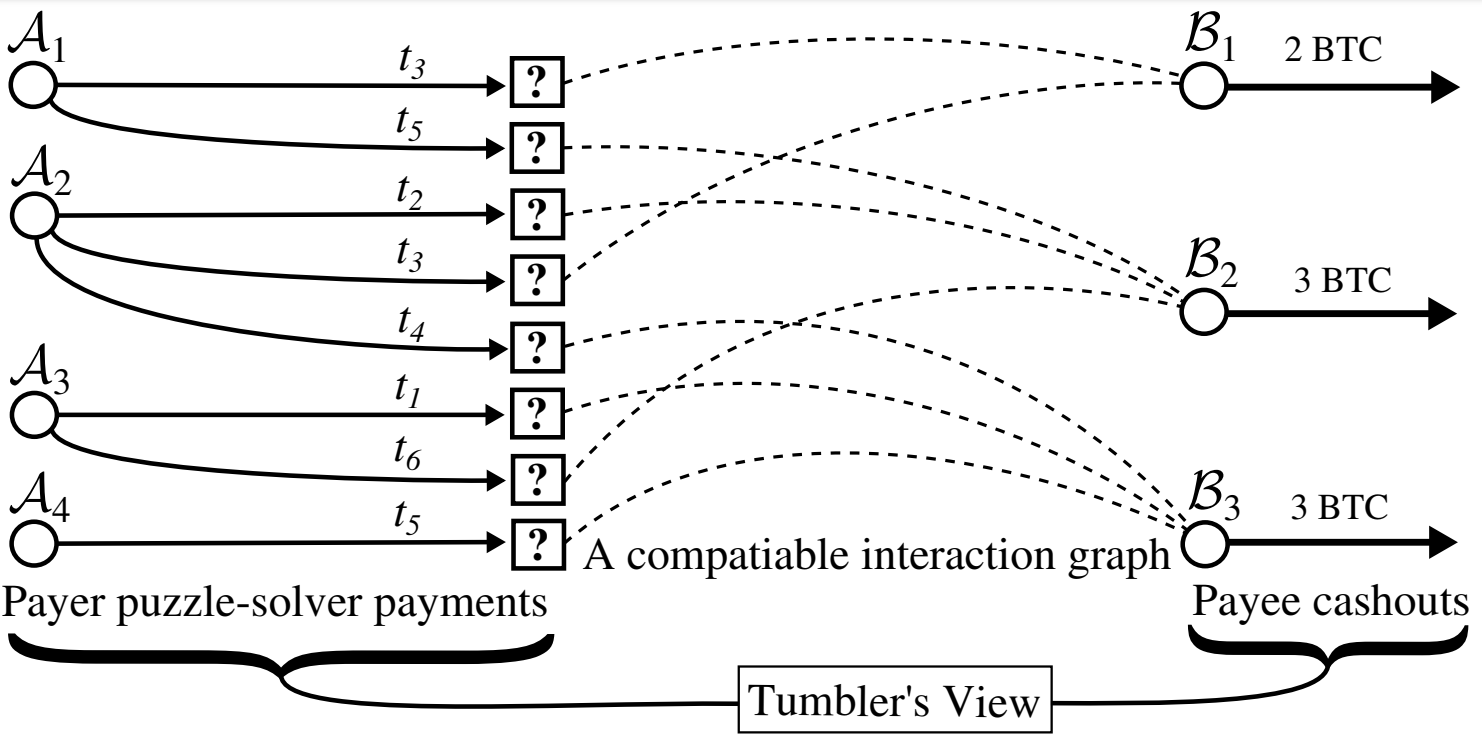 𝒜1
t3
?
ℬ1
2 BTC
t5
?
𝒜2
t2
?
t3
?
ℬ2
3 BTC
t4
?
𝒜3
t1
?
t6
?
𝒜4
t5
?
ℬ3
3 BTC
A compatiable interaction graph
Payer puzzle-solver payments
Payee cashouts
Tumbler's View